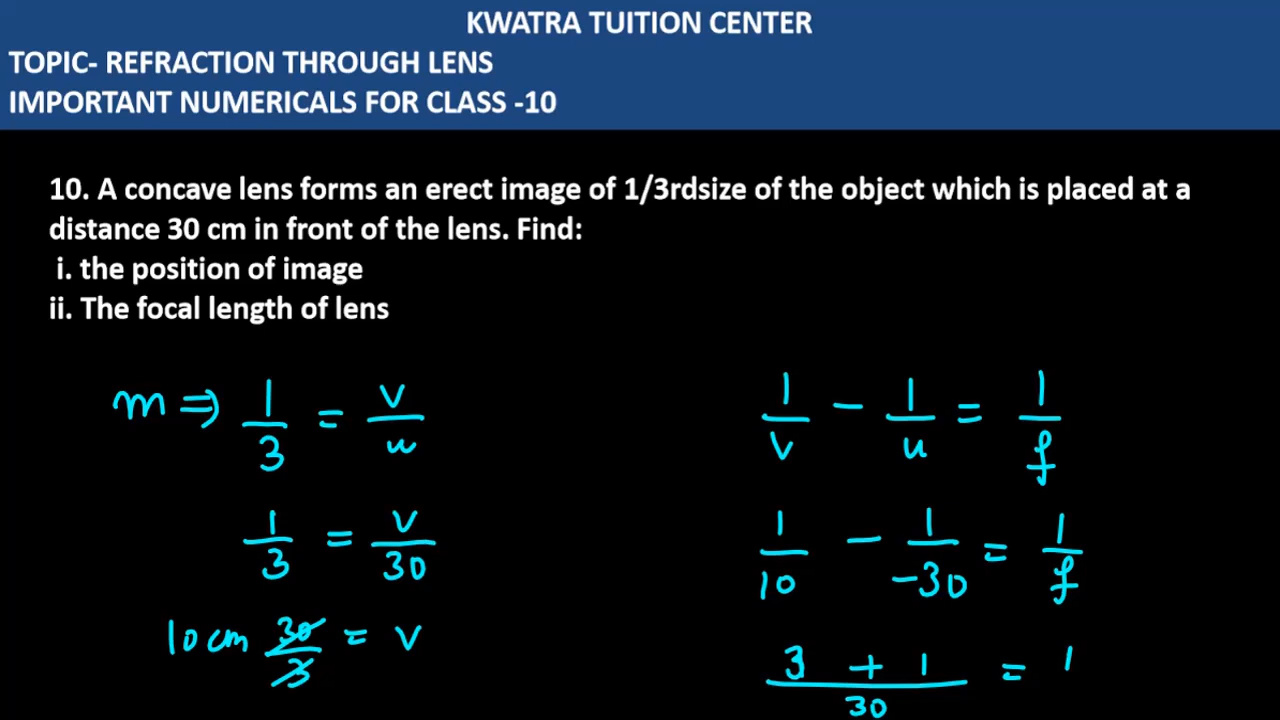 KWATRA TUITION CENTER
TOPIC- REFRACTION THROUGH LENS
IMPORTANT NUMERICALS FOR CLASS -10
10. A concave lens forms an erect image of 1/3rdsize of the object which is placed at a
distance 30 cm in front of the lens. Find:
i. the position of image
ii. The focal length of lens
m ⇒ 1/3 = v/u
1/3 = v/30
10 cm 30/3 = v
1/v - 1/u = 1/f
1/10 - 1/-30 = 1/f
3 + 1/30 = 1